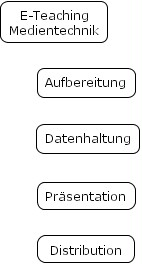 E-Teaching
Medientechnik
Aufbereitung
Datenhaltung
Präsentation
Distribution